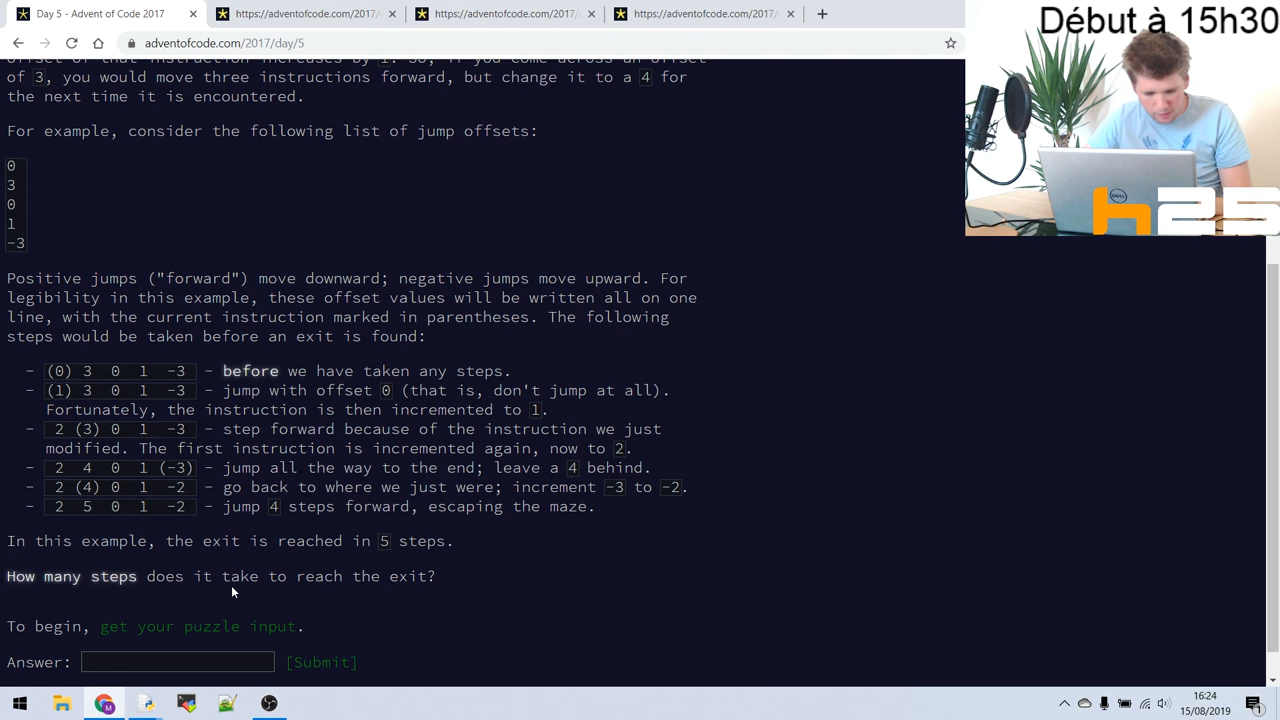 Day 5 - Advent of Code 2017
https://adventofcode.com/2017/
https://adventofcode.com/2017/d
https://adventofcode.com/2017/d
adventofcode.com/2017/day/5
Début à 15h30
of 3, you would move three instructions forward, but change it to a 4 for
the next time it is encountered.
For example, consider the following list of jump offsets:
0
3
0
1
-3
Positive jumps ("forward") move downward; negative jumps move upward. For
legibility in this example, these offset values will be written all on one
line, with the current instruction marked in parentheses. The following
steps would be taken before an exit is found:
- (0) 3 0 1 -3 - before we have taken any steps.
- (1) 3 0 1 -3 - jump with offset 0 (that is, don't jump at all).
Fortunately, the instruction is then incremented to 1.
- 2 (3) 0 1 -3 - step forward because of the instruction we just
modified. The first instruction is incremented again, now to 2.
- 2 4 0 1 (-3) - jump all the way to the end; leave a 4 behind.
- 2 (4) 0 1 -2 - go back to where we just were; increment -3 to -2.
- 2 5 0 1 -2 - jump 4 steps forward, escaping the maze.
In this example, the exit is reached in 5 steps.
How many steps does it take to reach the exit?
To begin, get your puzzle input.
Answer: [Submit]
DELL
h25
16:24
15/08/2019
1